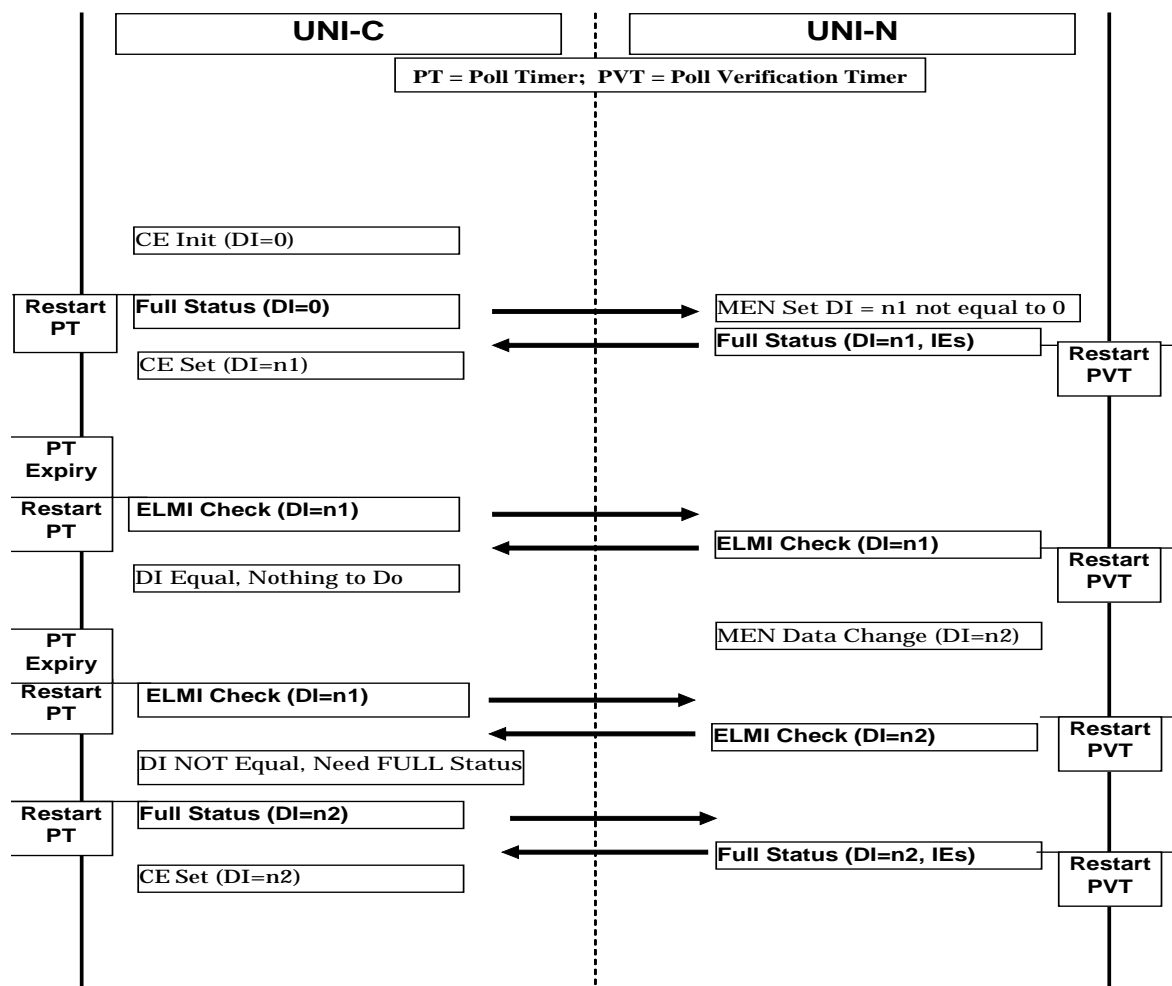 UNI-C
UNI-N
PT = Poll Timer; PVT = Poll Verification Timer
CE Init (DI=0)
Restart
PT
Full Status (DI=0)
MEN Set DI = n1 not equal to 0
Full Status (DI=n1, IEs)
Restart
PVT
CE Set (DI=n1)
PT
Expiry
Restart
PT
ELMI Check (DI=n1)
ELMI Check (DI=n1)
Restart
PVT
DI Equal, Nothing to Do
MEN Data Change (DI=n2)
PT
Expiry
Restart
PT
ELMI Check (DI=n1)
ELMI Check (DI=n2)
Restart
PVT
DI NOT Equal, Need FULL Status
Restart
PT
Full Status (DI=n2)
Full Status (DI=n2, IEs)
Restart
PVT
CE Set (DI=n2)